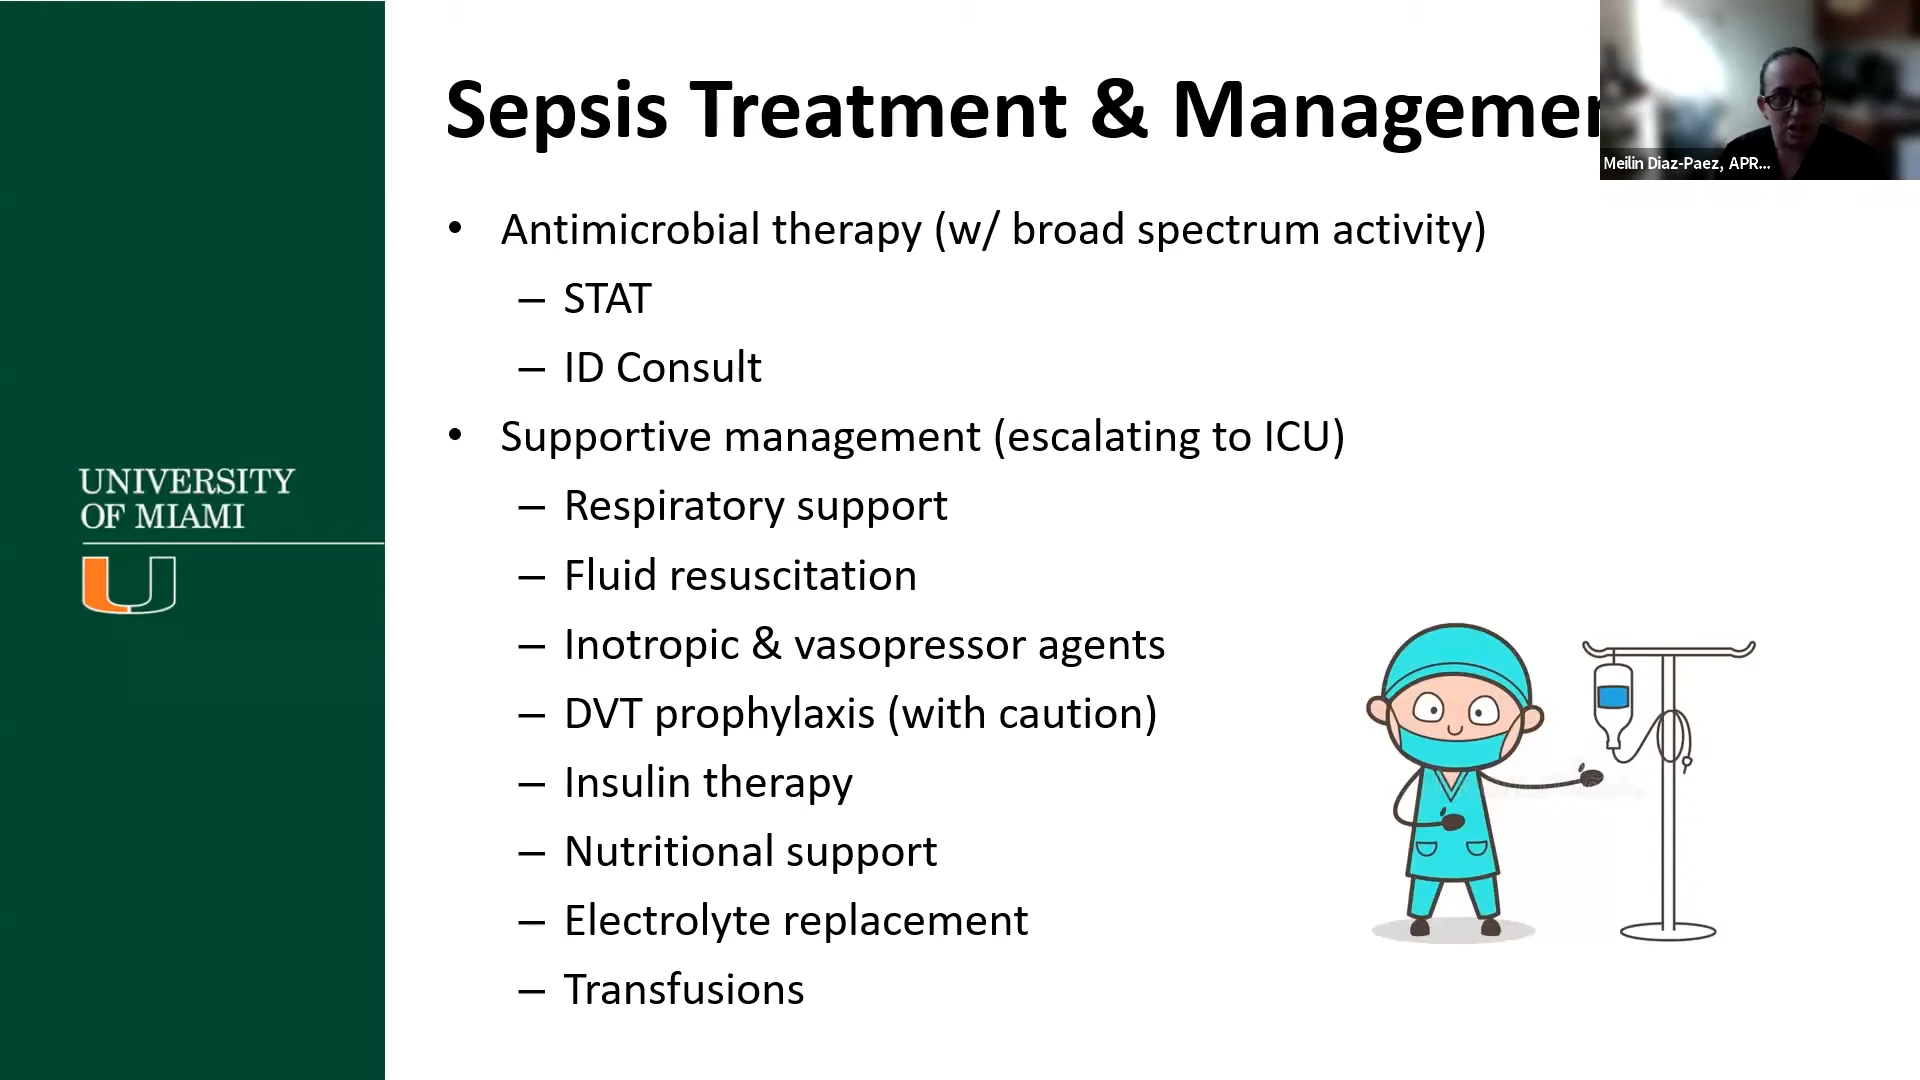 Sepsis Treatment & Managemen
Meilin Diaz-Paez, APR...
• Antimicrobial therapy (w/ broad spectrum activity)
– STAT
– ID Consult
• Supportive management (escalating to ICU)
– Respiratory support
– Fluid resuscitation
– Inotropic & vasopressor agents
– DVT prophylaxis (with caution)
– Insulin therapy
– Nutritional support
– Electrolyte replacement
– Transfusions
UNIVERSITY
OF MIAMI
U